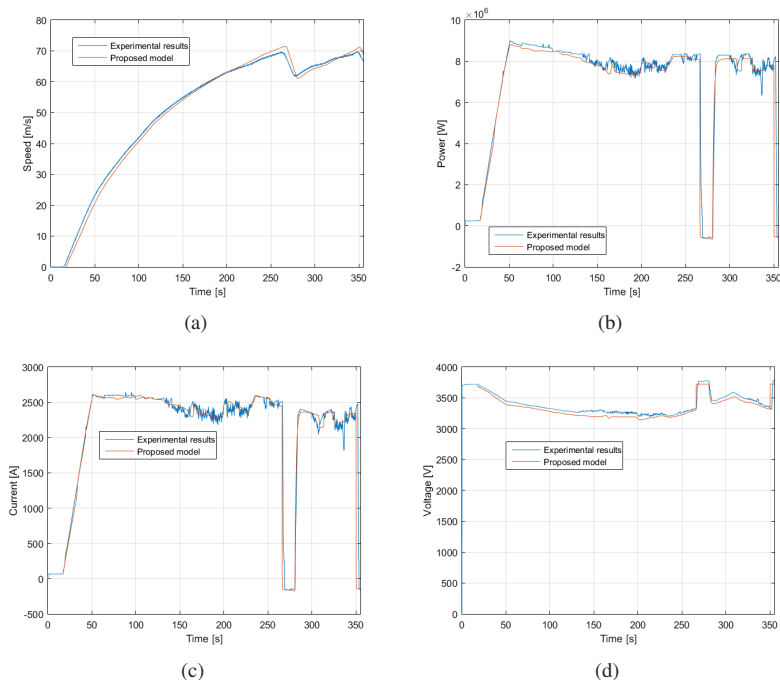 80
70
60
50
40
30
20
10
0
Speed [m/s]
Experimental results
Proposed model
0 50 100 150 200 250 300 350
Time [s]
(a)
×10⁶
10
8
6
4
2
0
-2
Power [W]
Experimental results
Proposed model
0 50 100 150 200 250 300 350
Time [s]
(b)
3000
2500
2000
1500
1000
500
0
-500
Current [A]
Experimental results
Proposed model
0 50 100 150 200 250 300 350
Time [s]
(c)
4000
3500
3000
2500
2000
1500
1000
500
0
Voltage [V]
Experimental results
Proposed model
0 50 100 150 200 250 300 350
Time [s]
(d)